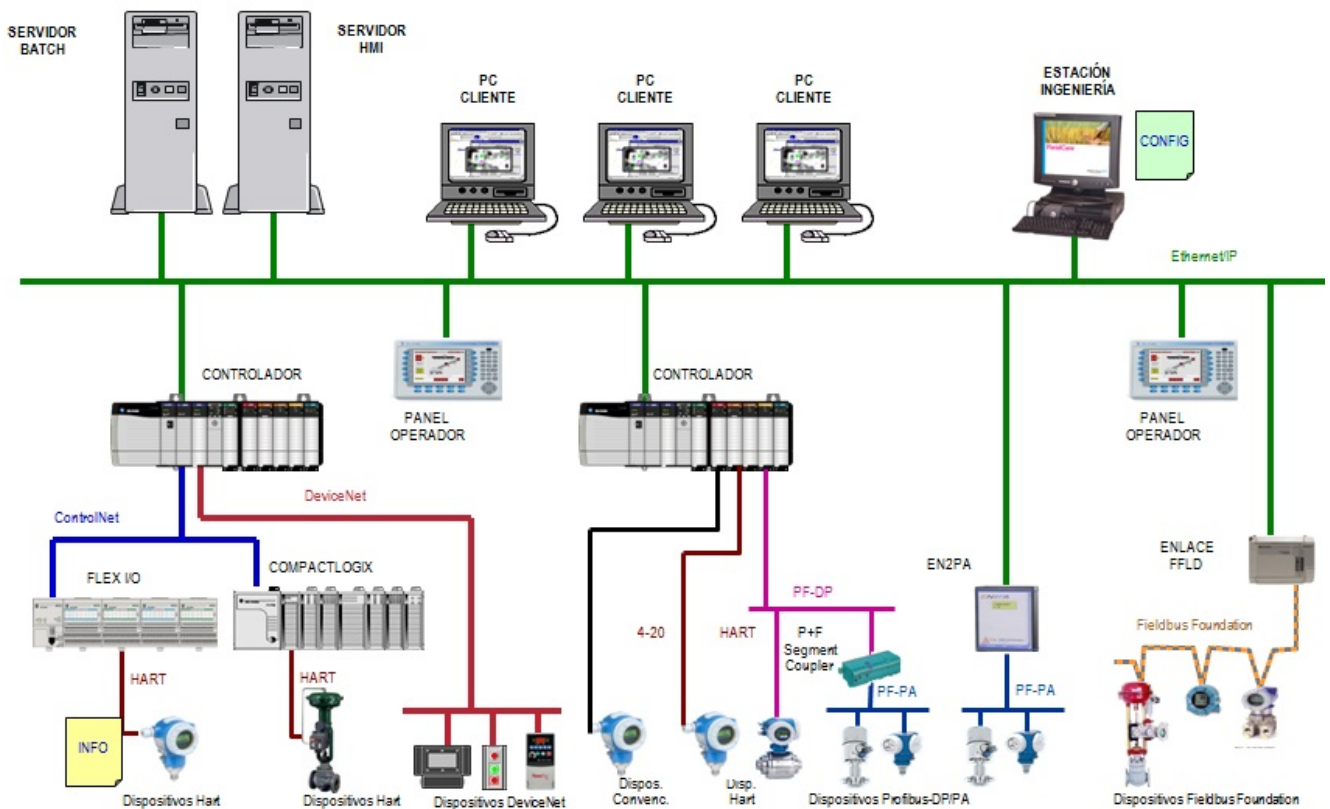 SERVIDOR
BATCH
SERVIDOR
HMI
PC
CLIENTE
PC
CLIENTE
PC
CLIENTE
ESTACIÓN
INGENIERÍA
FieldCare
CONFIG
Ethernet/IP
CONTROLADOR
PANEL
OPERADOR
CONTROLADOR
PANEL
OPERADOR
DeviceNet
ControlNet
FLEX I/O
COMPACTLOGIX
EN2PA
ENLACE
FFLD
PF-DP
4-20
HART
P+F
Segment
Coupler
Fieldbus Foundation
HART
HART
PF-PA
PF-PA
INFO
Dispositivos Hart
Dispositivos Hart
Dispositivos DeviceNet
Dispos.
Convenc.
Disp.
Hart
Dispositivos Profibus-DP/PA
Dispositivos Fieldbus Foundation